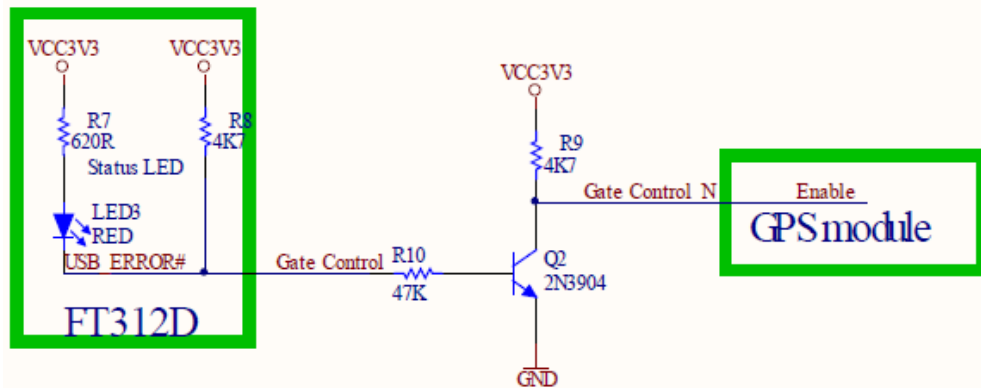 VCC3V3
VCC3V3
R7
620R
R8
4K7
Status LED
LED3
RED
USB_ERROR#
FT312D
Gate Control
R10
47K
VCC3V3
R9
4K7
Gate Control_N
Q2
2N3904
GND
Enable
GPS module